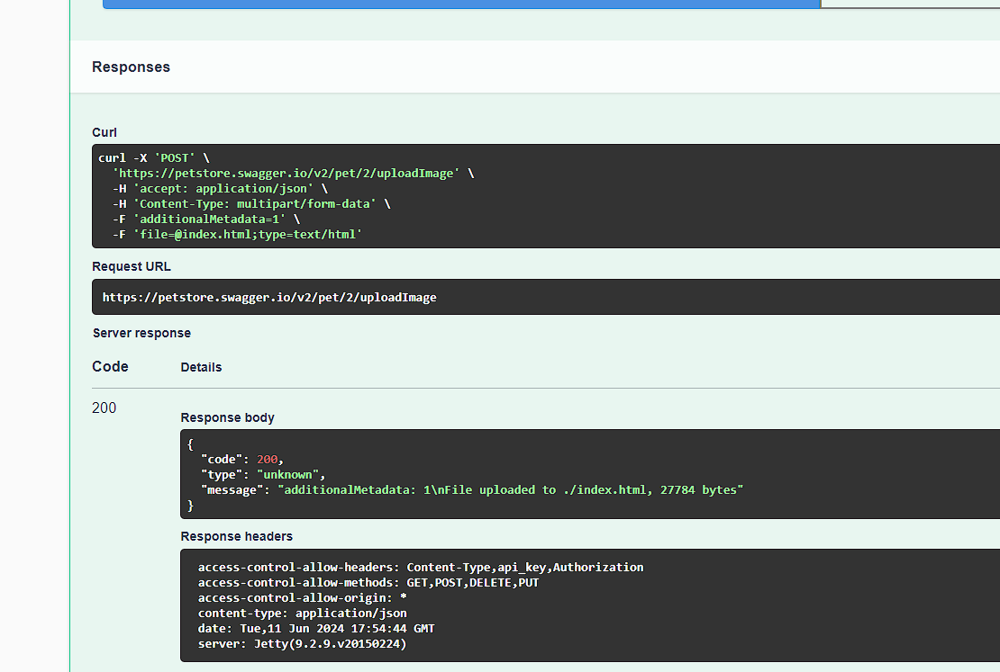 Responses
Curl
curl -X 'POST' \
  'https://petstore.swagger.io/v2/pet/2/uploadImage' \
  -H 'accept: application/json' \
  -H 'Content-Type: multipart/form-data' \
  -F 'additionalMetadata=1' \
  -F 'file=@index.html;type=text/html'
Request URL
https://petstore.swagger.io/v2/pet/2/uploadImage
Server response
Code Details
200
Response body
{
  "code": 200,
  "type": "unknown",
  "message": "additionalMetadata: 1\nFile uploaded to ./index.html, 27784 bytes"
}
Response headers
access-control-allow-headers: Content-Type,api_key,Authorization
access-control-allow-methods: GET,POST,DELETE,PUT
access-control-allow-origin: *
content-type: application/json
date: Tue,11 Jun 2024 17:54:44 GMT
server: Jetty(9.2.9.v20150224)